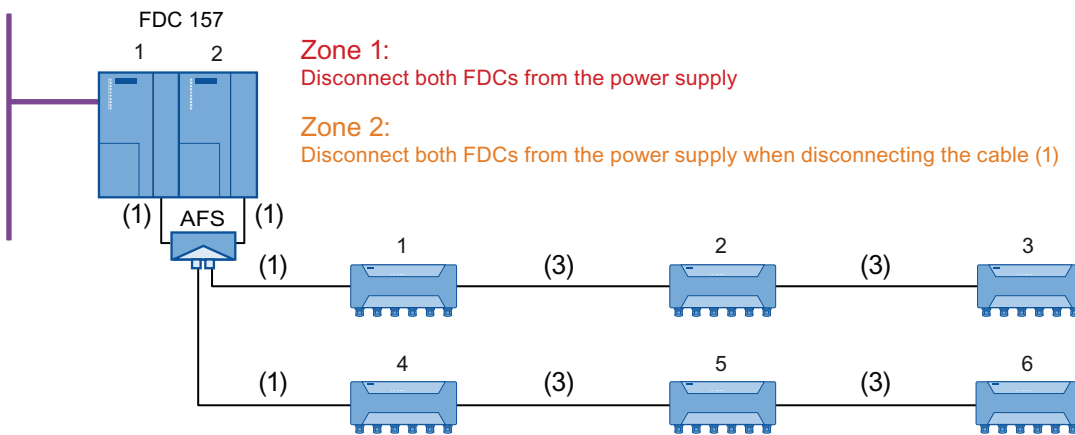 FDC 157
1 2
Zone 1:
Disconnect both FDCs from the power supply
Zone 2:
Disconnect both FDCs from the power supply when disconnecting the cable (1)
(1) AFS (1)
1 2 3
(1) (3) (3)
4 5 6
(1) (3) (3)